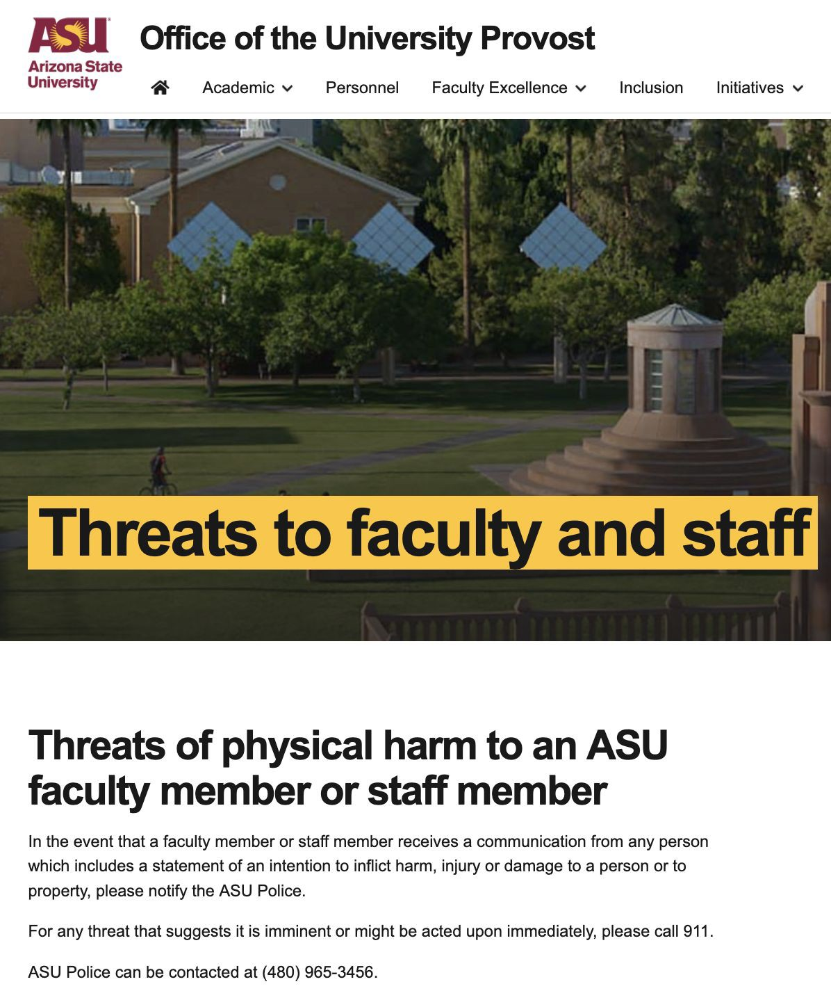 ASU
Arizona State
University
Office of the University Provost
Academic
Personnel
Faculty Excellence
Inclusion
Initiatives
Threats to faculty and staff
Threats of physical harm to an ASU
faculty member or staff member
In the event that a faculty member or staff member receives a communication from any person
which includes a statement of an intention to inflict harm, injury or damage to a person or to
property, please notify the ASU Police.
For any threat that suggests it is imminent or might be acted upon immediately, please call 911.
ASU Police can be contacted at (480) 965-3456.